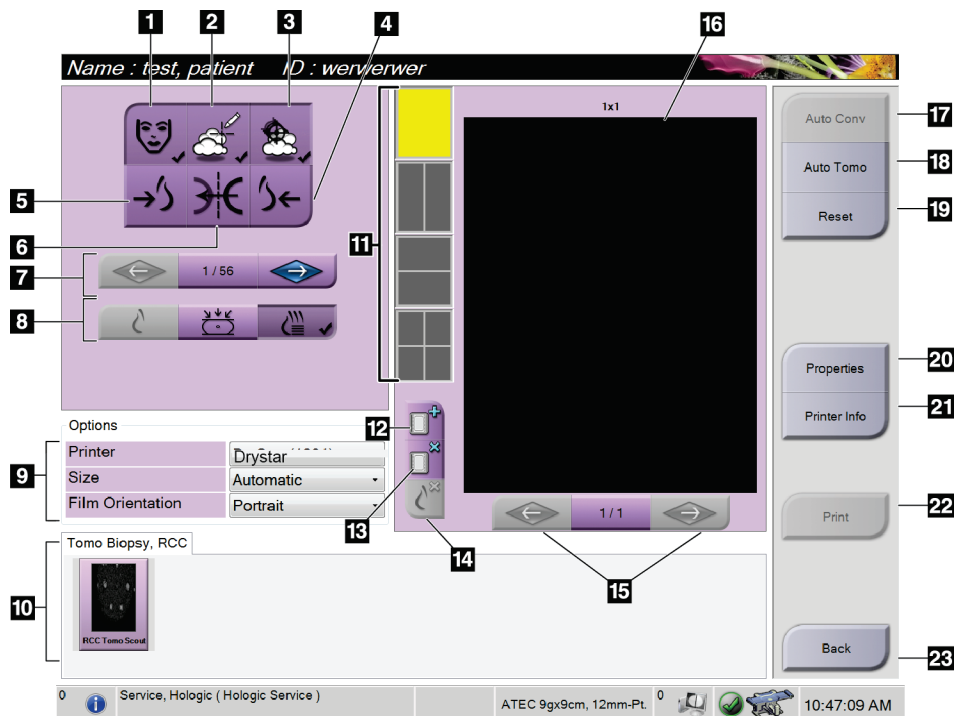 1
2
3
4
16
Name : test, patient ID : werwerwer
1x1
Auto Conv
17
Auto Tomo
18
5
Reset
19
6
11
7
1 / 56
8
Properties
20
Printer Info
21
Options
12
Printer
Drystar
9
Size
Automatic
Film Orientation
Portrait
13
1 / 1
Print
22
14
15
Tomo Biopsy, RCC
10
RCC Tomo Scout
Back
23
0
Service, Hologic ( Hologic Service )
ATEC 9gx9cm, 12mm-Pt.
0
10:47:09 AM